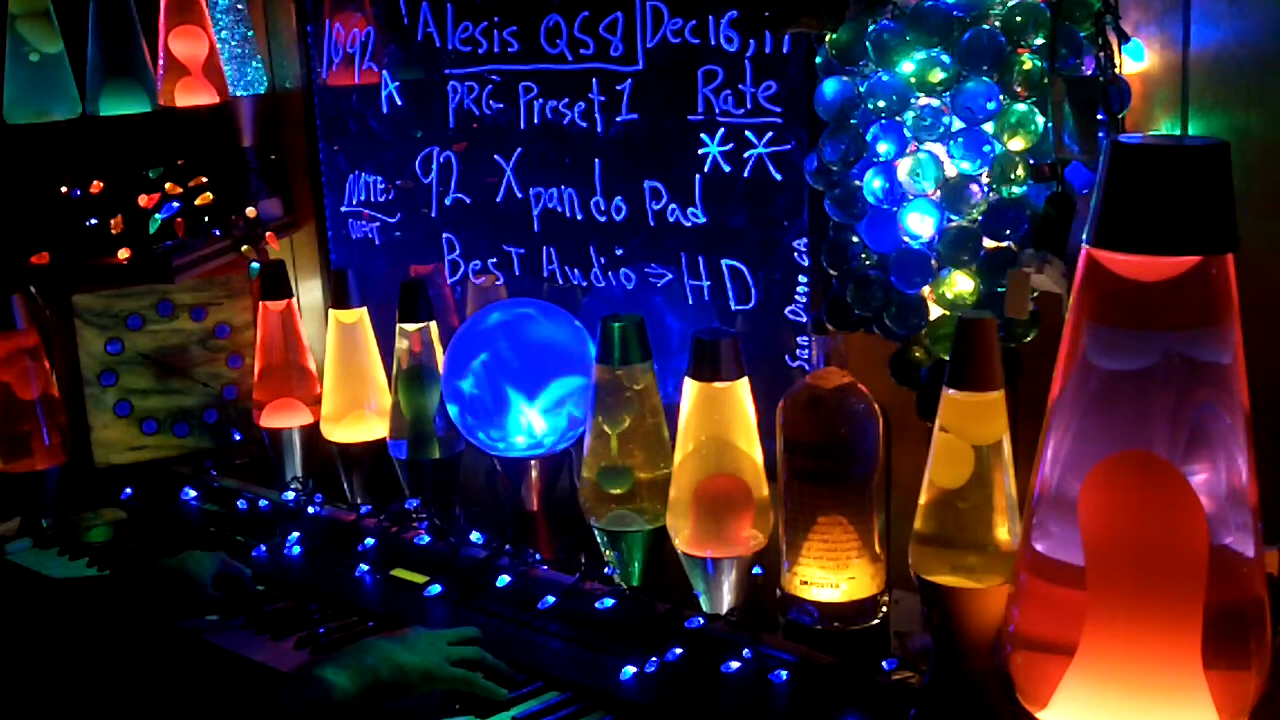 1092
A
Alesis QS8
Dec 16, 11
PRG Preset 1
Rate
**
NOTE:
92 Xpando Pad
Best Audio → HD
San Diego CA